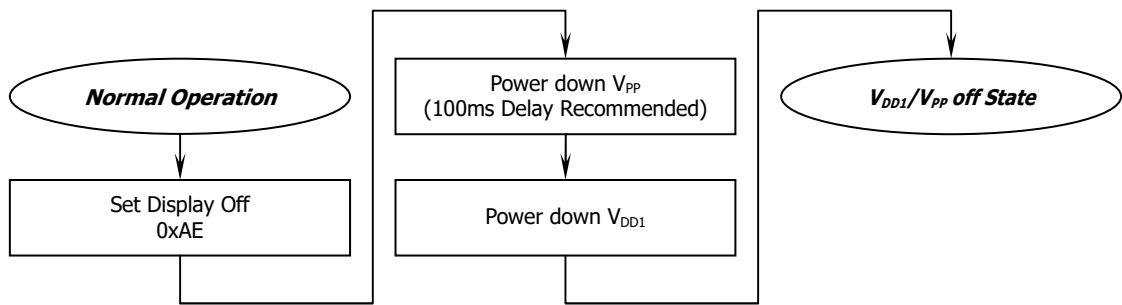 Normal Operation
Set Display Off
0xAE
Power down VPP
(100ms Delay Recommended)
Power down VDD1
VDD1/VPP off State